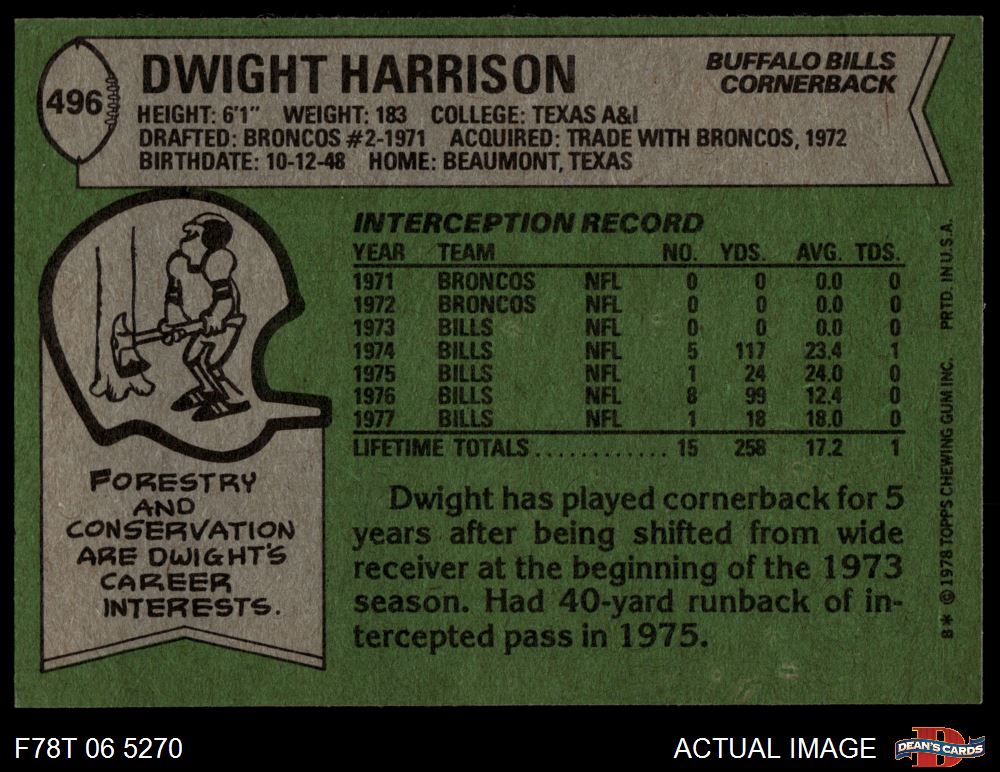 496
DWIGHT HARRISON
BUFFALO BILLS
CORNERBACK
HEIGHT: 6'1" WEIGHT: 183 COLLEGE: TEXAS A&I
DRAFTED: BRONCOS #2-1971 ACQUIRED: TRADE WITH BRONCOS, 1972
BIRTHDATE: 10-12-48 HOME: BEAUMONT, TEXAS
INTERCEPTION RECORD
YEAR TEAM NO. YDS. AVG. TDS.
1971 BRONCOS NFL 0 0 0.0 0
1972 BRONCOS NFL 0 0 0.0 0
1973 BILLS NFL 0 0 0.0 0
1974 BILLS NFL 5 117 23.4 1
1975 BILLS NFL 1 24 24.0 0
1976 BILLS NFL 8 99 12.4 0
1977 BILLS NFL 1 18 18.0 0
LIFETIME TOTALS............ 15 258 17.2 1
FORESTRY
AND
CONSERVATION
ARE DWIGHT'S
CAREER
INTERESTS.
Dwight has played cornerback for 5
years after being shifted from wide
receiver at the beginning of the 1973
season. Had 40-yard runback of in-
tercepted pass in 1975.
8* © 1978 TOPPS CHEWING GUM INC. PRTD. IN U.S.A.
F78T 06 5270
ACTUAL IMAGE
D
DEAN'S CARDS